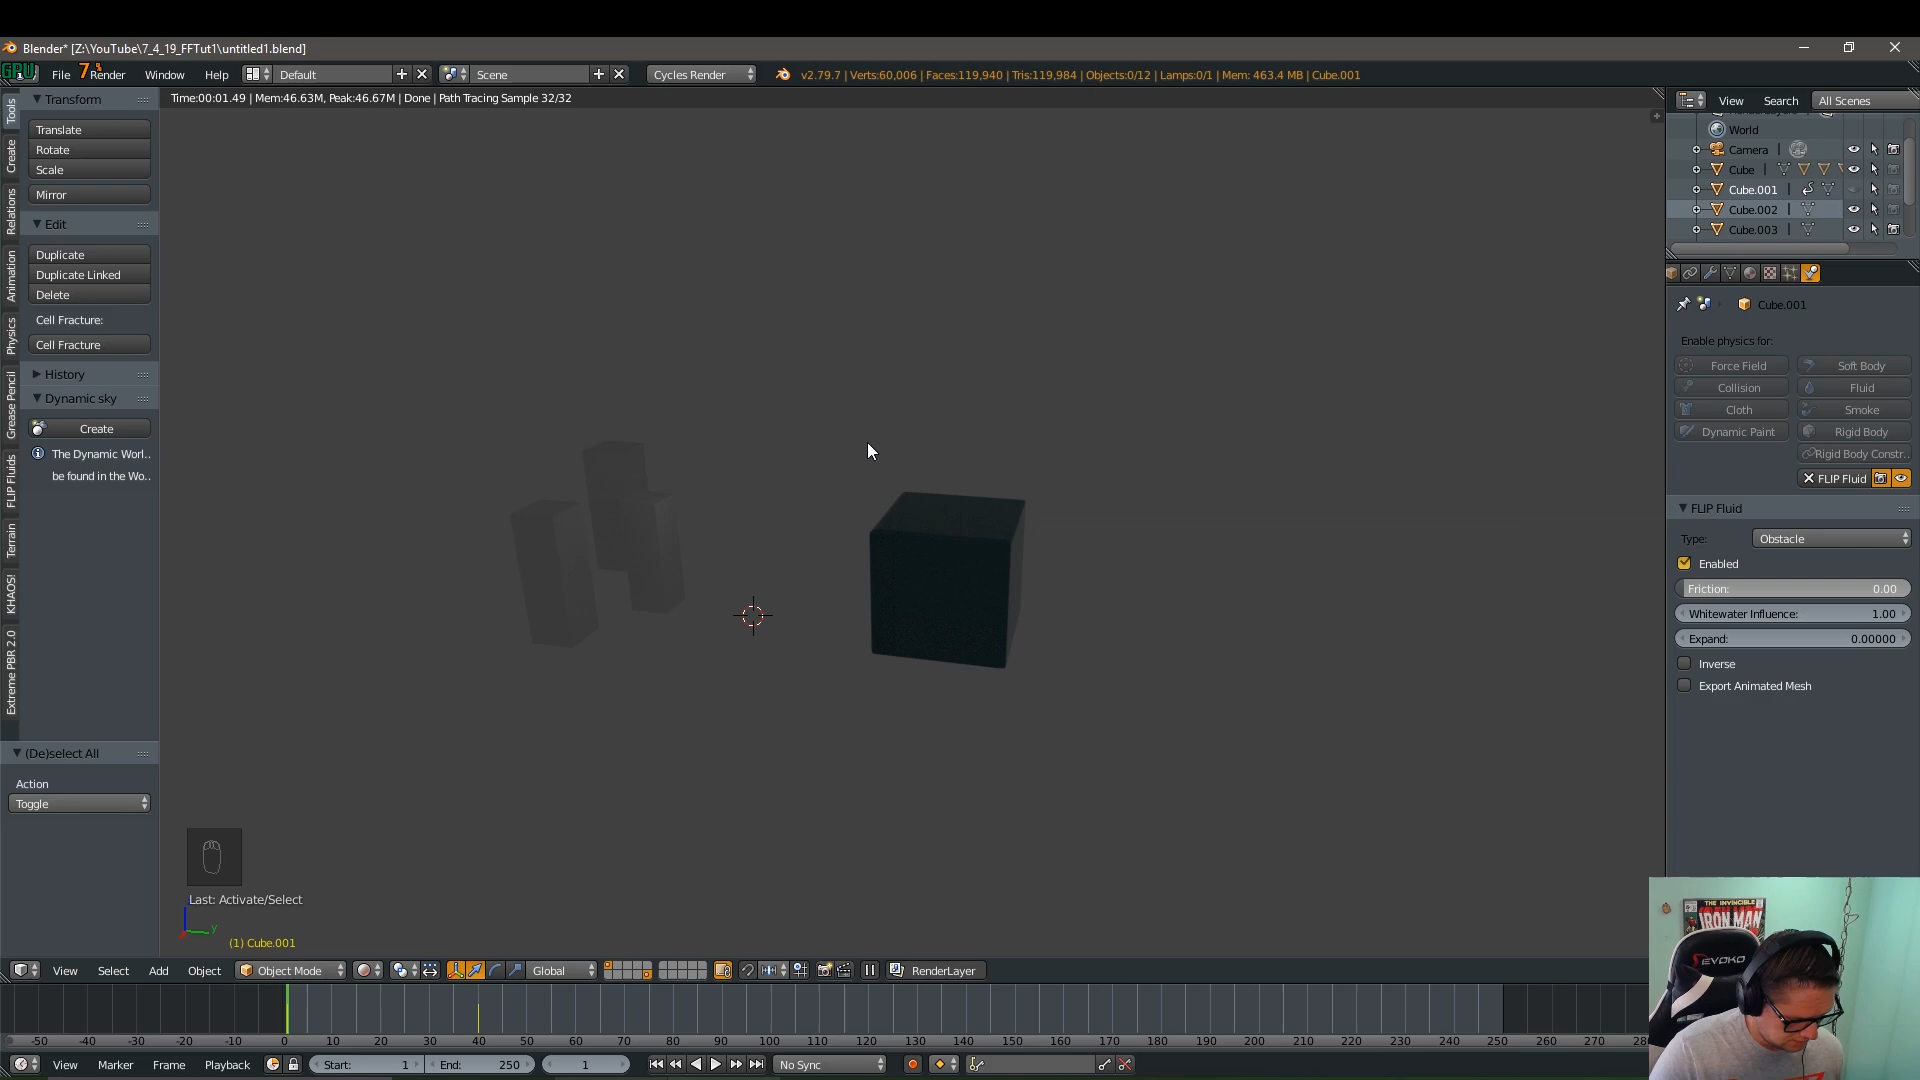 Blender* [Z:\YouTube\7_4_19_FFTut1\untitled1.blend]
GPU 7%
File Render Window Help Default Scene Cycles Render v2.79.7 | Verts:60,006 | Faces:119,940 | Tris:119,984 | Objects:0/12 | Lamps:0/1 | Mem: 463.4 MB | Cube.001
Time:00:01.49 | Mem:46.63M, Peak:46.67M | Done | Path Tracing Sample 32/32
Tools
Create
Relations
Animation
Physics
Grease Pencil
FLIP Fluids
Terrain
KHAOS!
Extreme PBR 2.0
Transform
Translate
Rotate
Scale
Mirror
Edit
Duplicate
Duplicate Linked
Delete
Cell Fracture:
Cell Fracture
History
Dynamic sky
Create
The Dynamic Worl..
be found in the Wo..
(De)select All
Action
Toggle
Last: Activate/Select
y
(1) Cube.001
View Search All Scenes
World
Camera
Cube
Cube.001
Cube.002
Cube.003
Cube.001
Enable physics for:
Force Field Soft Body
Collision Fluid
Cloth Smoke
Dynamic Paint Rigid Body
Rigid Body Constr..
FLIP Fluid
FLIP Fluid
Type: Obstacle
Enabled
Friction: 0.00
Whitewater Influence: 1.00
Expand: 0.00000
Inverse
Export Animated Mesh
THE INVINCIBLE
IRON MAN
EVOKO
View Select Add Object Object Mode Global RenderLayer
-50 -40 -30 -20 -10 0 10 20 30 40 50 60 70 80 90 100 110 120 130 140 150 160 170 180 190 200 210 220 230 240 250 260 270 28
View Marker Frame Playback Start: 1 End: 250 1 No Sync